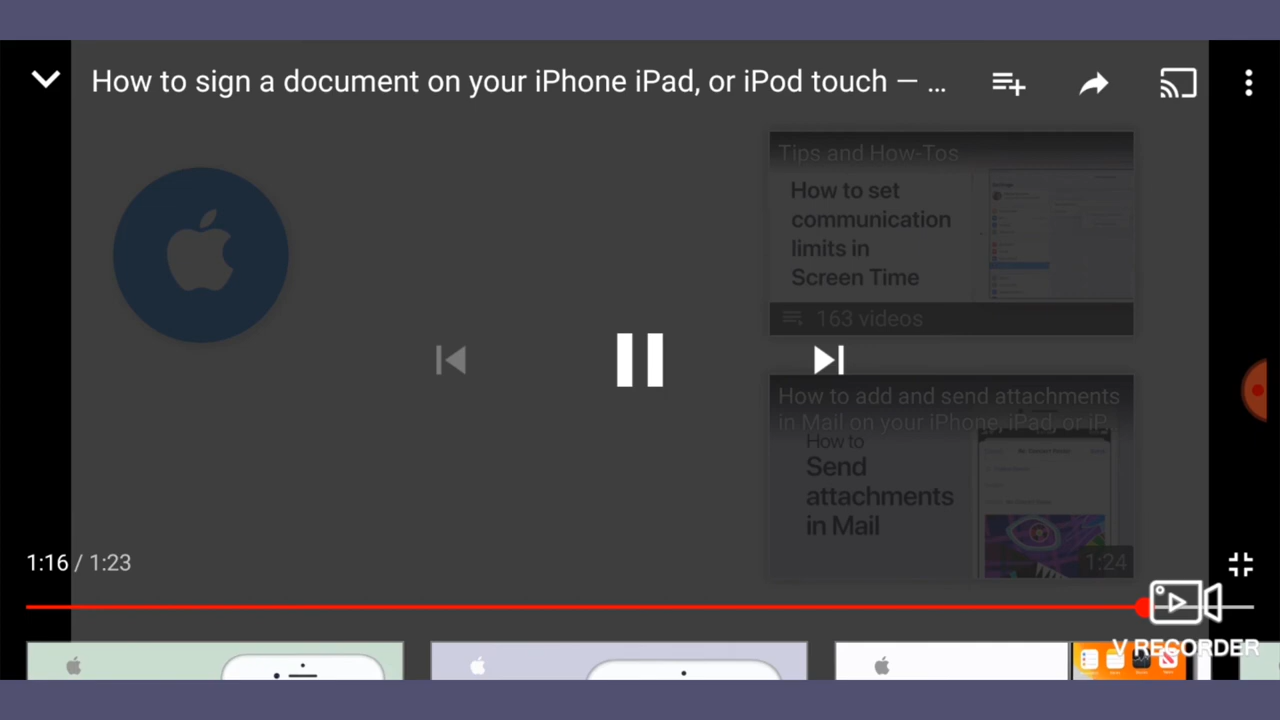 How to sign a document on your iPhone iPad, or iPod touch — ...
Tips and How-Tos
How to set
communication
limits in
Screen Time
163 videos
How to add and send attachments
in Mail on your iPhone, iPad, or iP...
How to
Send
attachments
in Mail
1:24
1:16 / 1:23
V RECORDER